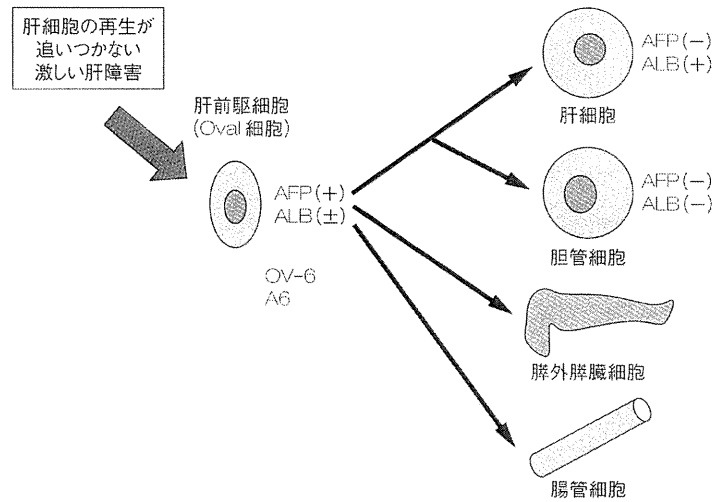 肝細胞の再生が
追いつかない
激しい肝障害
肝前駆細胞
(Oval 細胞)
AFP(+)
ALB(±)
OV-6
A6
AFP(−)
ALB(+)
肝細胞
AFP(−)
ALB(−)
胆管細胞
膵外膵臓細胞
腸管細胞